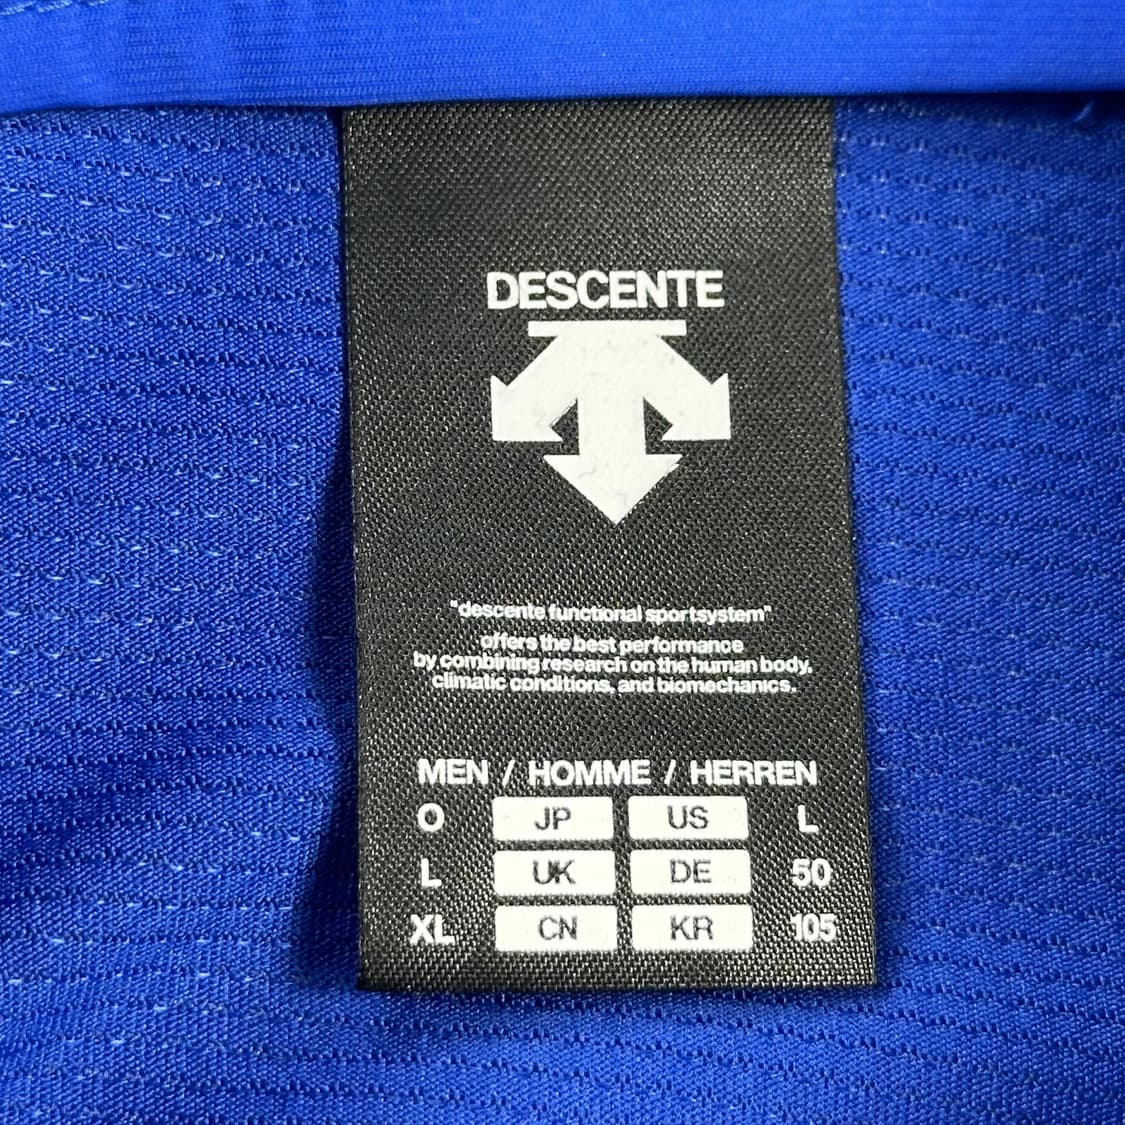 DESCENTE
"descente functional sportsystem"
offers the best performance
by combining research on the human body,
climatic conditions, and biomechanics.
MEN / HOMME / HERREN
O JP US L
L UK DE 50
XL CN KR 105